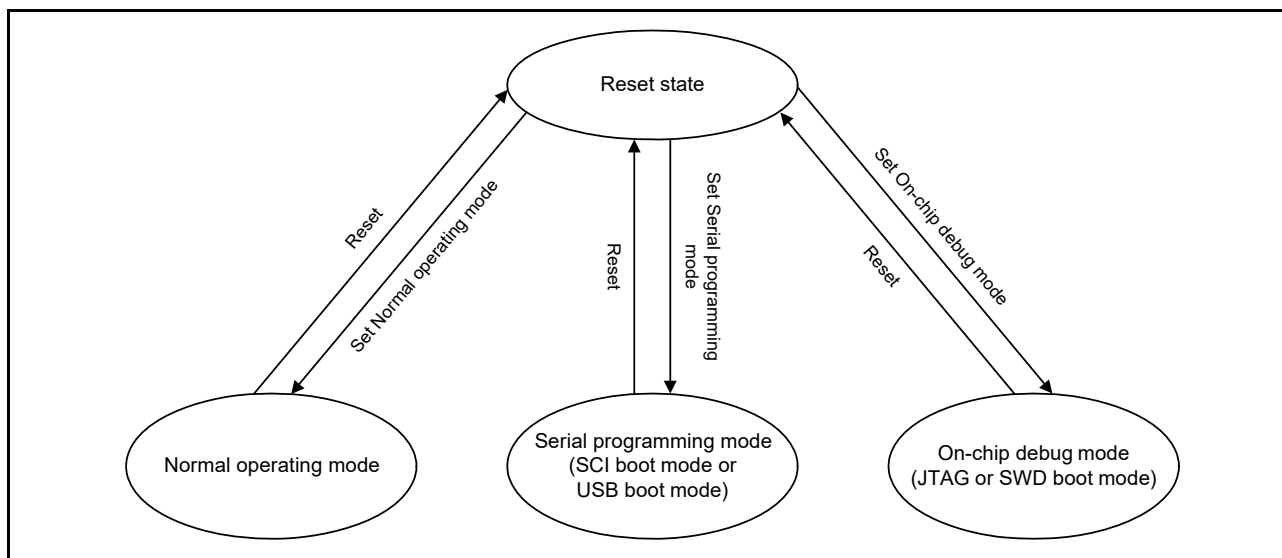 Reset state
Reset
Set Normal operating mode
Reset
Set Serial programming
mode
Set On-chip debug mode
Reset
Normal operating mode
Serial programming mode
(SCI boot mode or
USB boot mode)
On-chip debug mode
(JTAG or SWD boot mode)